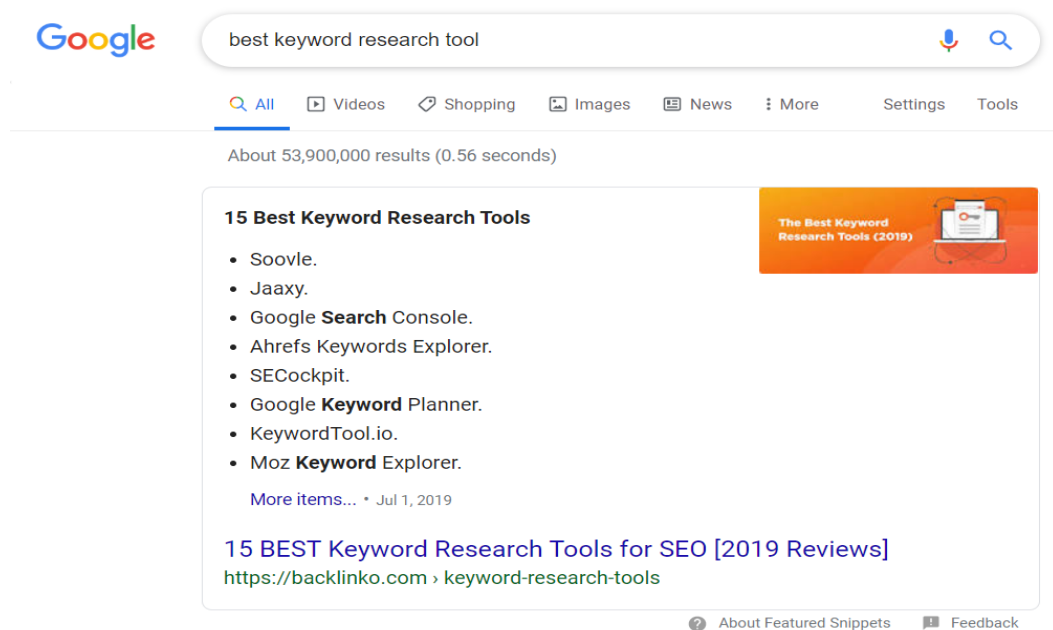 Google
best keyword research tool
All Videos Shopping Images News More Settings Tools
About 53,900,000 results (0.56 seconds)
15 Best Keyword Research Tools
The Best Keyword
Research Tools (2019)
• Soovle.
• Jaaxy.
• Google Search Console.
• Ahrefs Keywords Explorer.
• SECockpit.
• Google Keyword Planner.
• KeywordTool.io.
• Moz Keyword Explorer.
More items... • Jul 1, 2019
15 BEST Keyword Research Tools for SEO [2019 Reviews]
https://backlinko.com › keyword-research-tools
About Featured Snippets Feedback